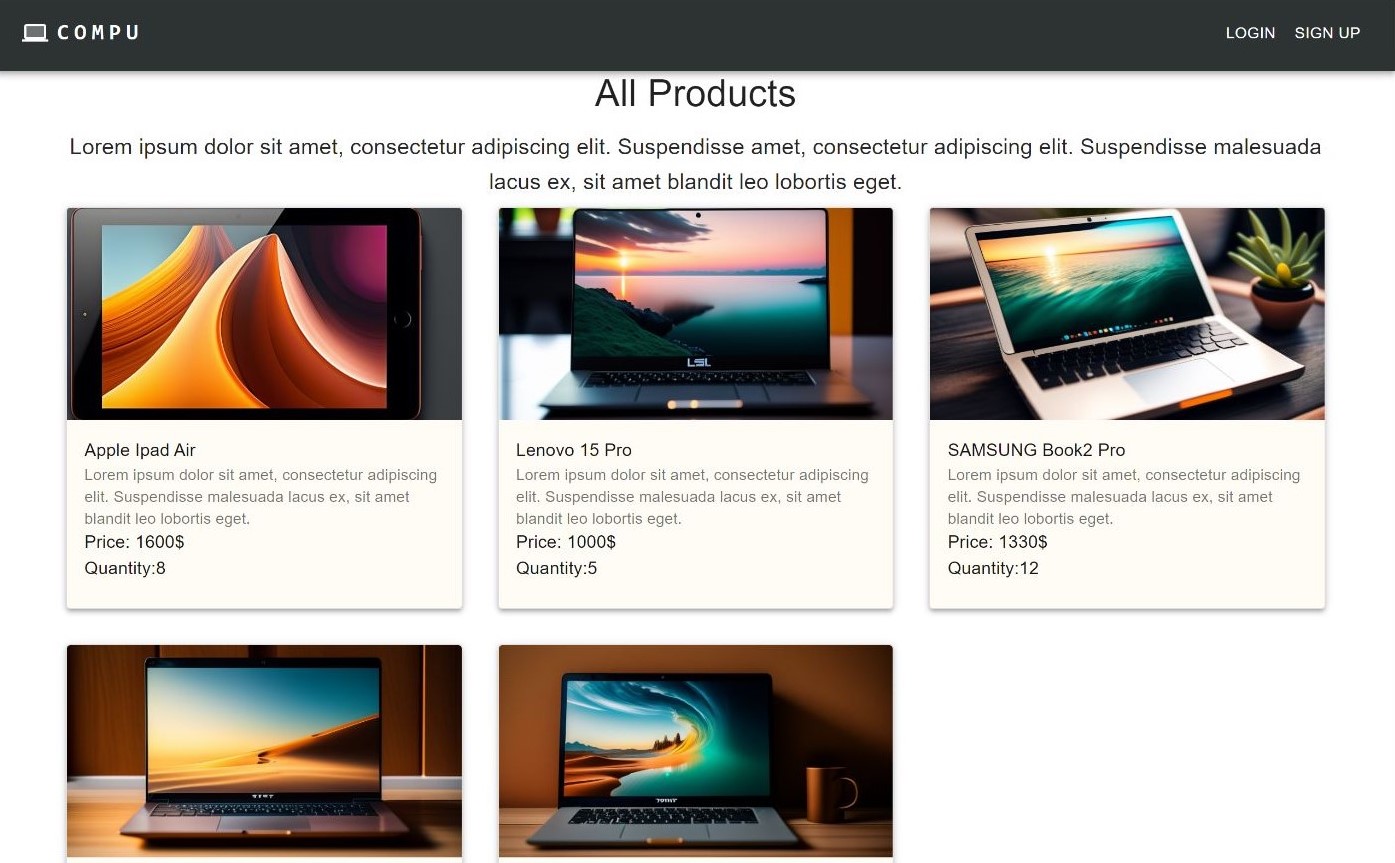 COMPU
LOGIN SIGN UP
All Products
Lorem ipsum dolor sit amet, consectetur adipiscing elit. Suspendisse amet, consectetur adipiscing elit. Suspendisse malesuada
lacus ex, sit amet blandit leo lobortis eget.
Apple Ipad Air
Lorem ipsum dolor sit amet, consectetur adipiscing
elit. Suspendisse malesuada lacus ex, sit amet
blandit leo lobortis eget.
Price: 1600$
Quantity:8
Lenovo 15 Pro
Lorem ipsum dolor sit amet, consectetur adipiscing
elit. Suspendisse malesuada lacus ex, sit amet
blandit leo lobortis eget.
Price: 1000$
Quantity:5
SAMSUNG Book2 Pro
Lorem ipsum dolor sit amet, consectetur adipiscing
elit. Suspendisse malesuada lacus ex, sit amet
blandit leo lobortis eget.
Price: 1330$
Quantity:12